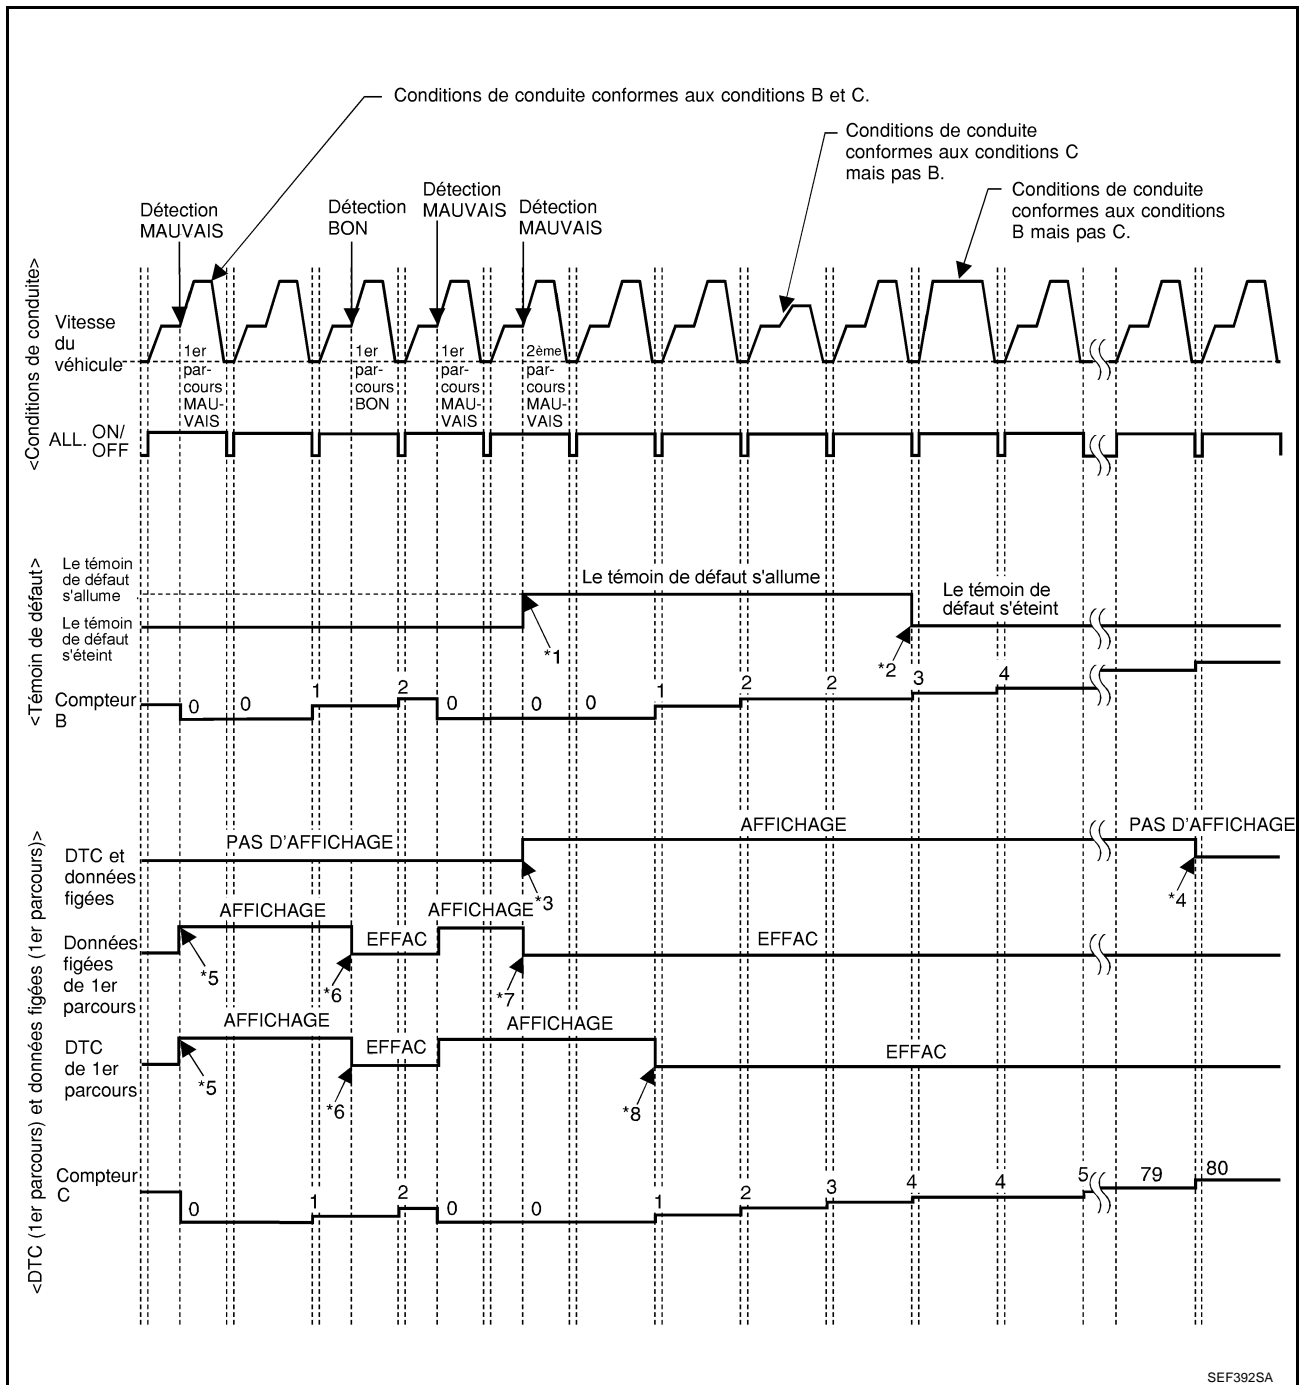 Conditions de conduite conformes aux conditions B et C.
Conditions de conduite
conformes aux conditions C
mais pas B.
Conditions de conduite
conformes aux conditions
B mais pas C.
Détection
MAUVAIS
Détection
BON
Détection
MAUVAIS
Détection
MAUVAIS
<Conditions de conduite>
Vitesse
du
véhicule
1er
par-
cours
MAU-
VAIS
1er
par-
cours
BON
1er
par-
cours
MAU-
VAIS
2ème
par-
cours
MAU-
VAIS
ALL. ON/
OFF
<Témoin de défaut>
Le témoin
de défaut
s'allume
Le témoin de défaut s'allume
Le témoin de
défaut s'éteint
Le témoin
de défaut
s'éteint
*1
*2
Compteur
B
0 0 1 2 0 0 0 1 2 2 3 4
<DTC (1er parcours) et données figées (1er parcours)>
PAS D'AFFICHAGE
AFFICHAGE
PAS D'AFFICHAGE
DTC et
données
figées
*3
*4
AFFICHAGE
EFFAC
AFFICHAGE
EFFAC
Données
figées
de 1er
parcours
*5
*6
*7
AFFICHAGE
EFFAC
AFFICHAGE
EFFAC
DTC
de 1er
parcours
*5
*6
*8
Compteur
C
0 1 2 0 0 1 2 3 4 4 5 79 80
SEF392SA